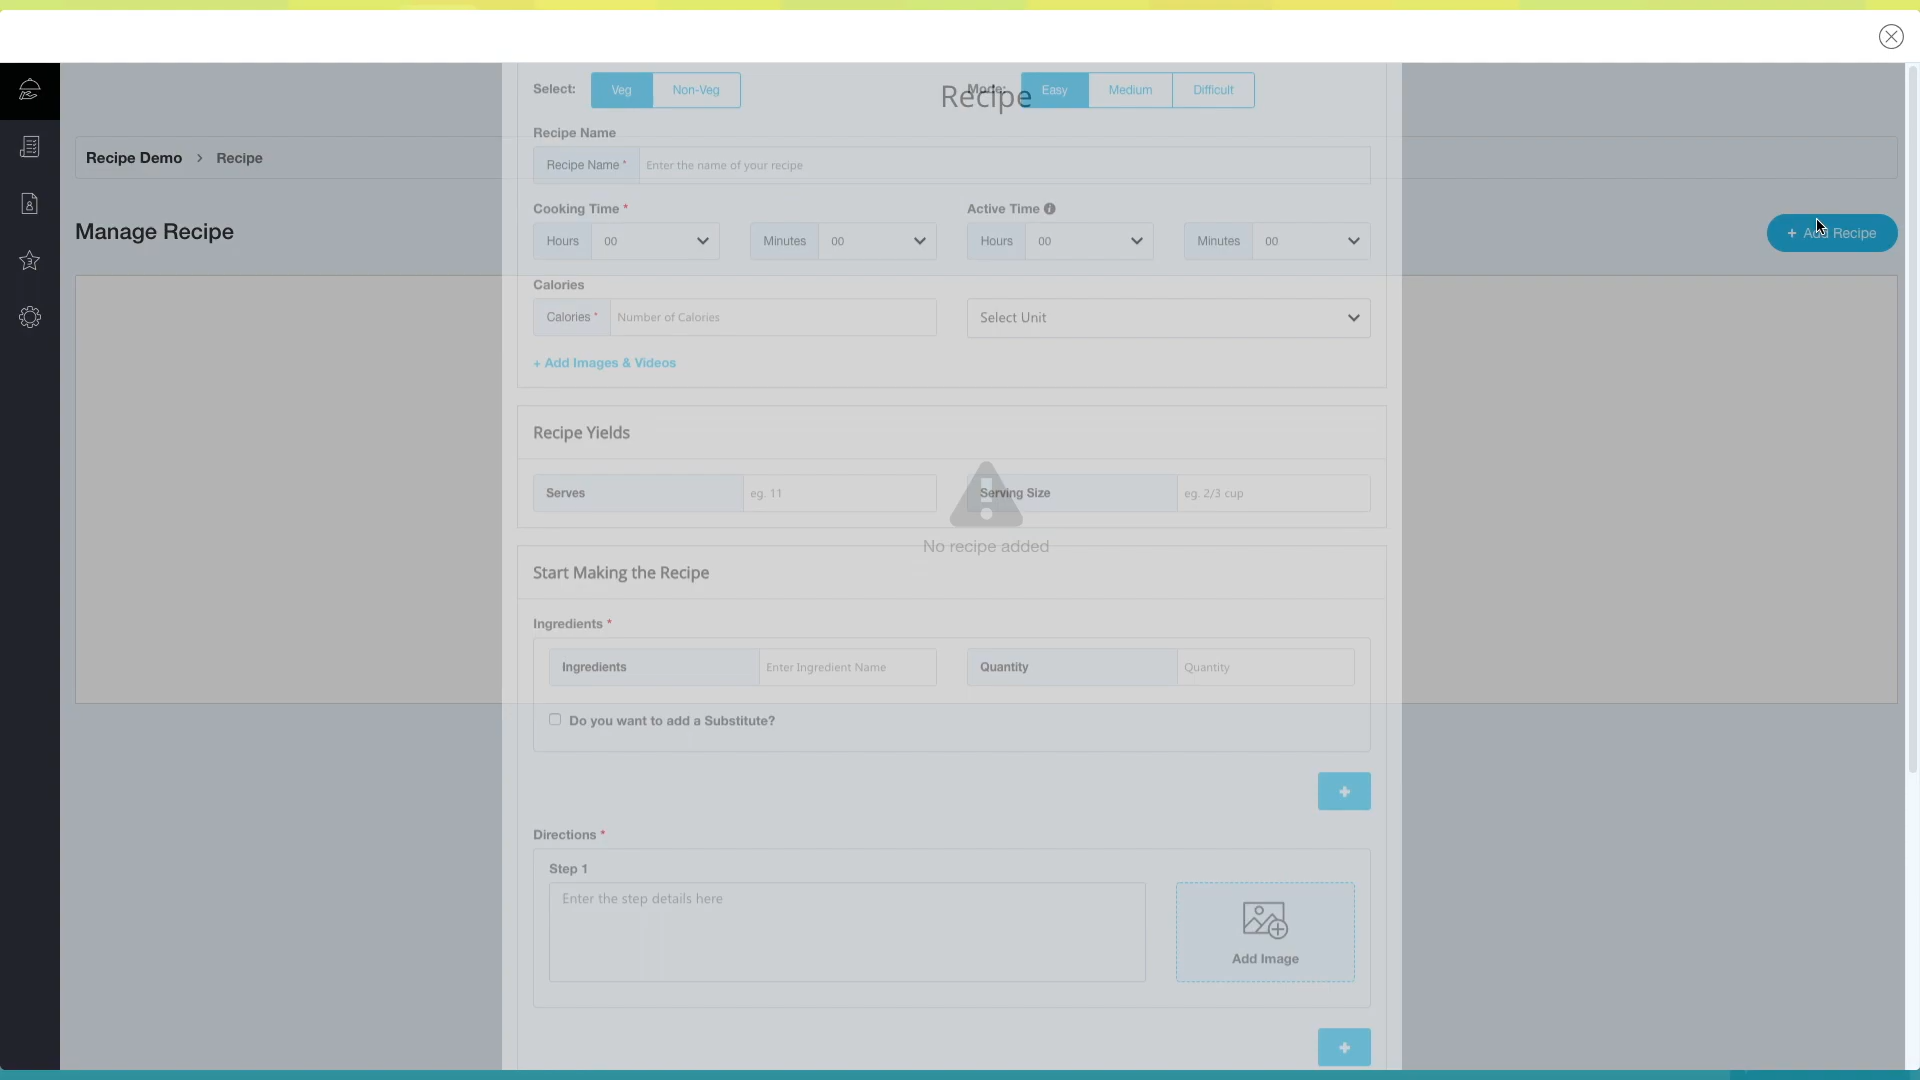 Select: Veg Non-Veg Mode: Easy Medium Difficult
Recipe
Recipe Name
Recipe Demo > Recipe
Recipe Name * Enter the name of your recipe
Cooking Time * Active Time
Manage Recipe
+ Add Recipe
Hours 00 Minutes 00 Hours 00 Minutes 00
Calories
Calories * Number of Calories Select Unit
+ Add Images & Videos
Recipe Yields
Serves eg. 11 Serving Size eg. 2/3 cup
No recipe added
Start Making the Recipe
Ingredients *
Ingredients Enter Ingredient Name Quantity Quantity
Do you want to add a Substitute?
+
Directions *
Step 1
Enter the step details here
Add Image
+